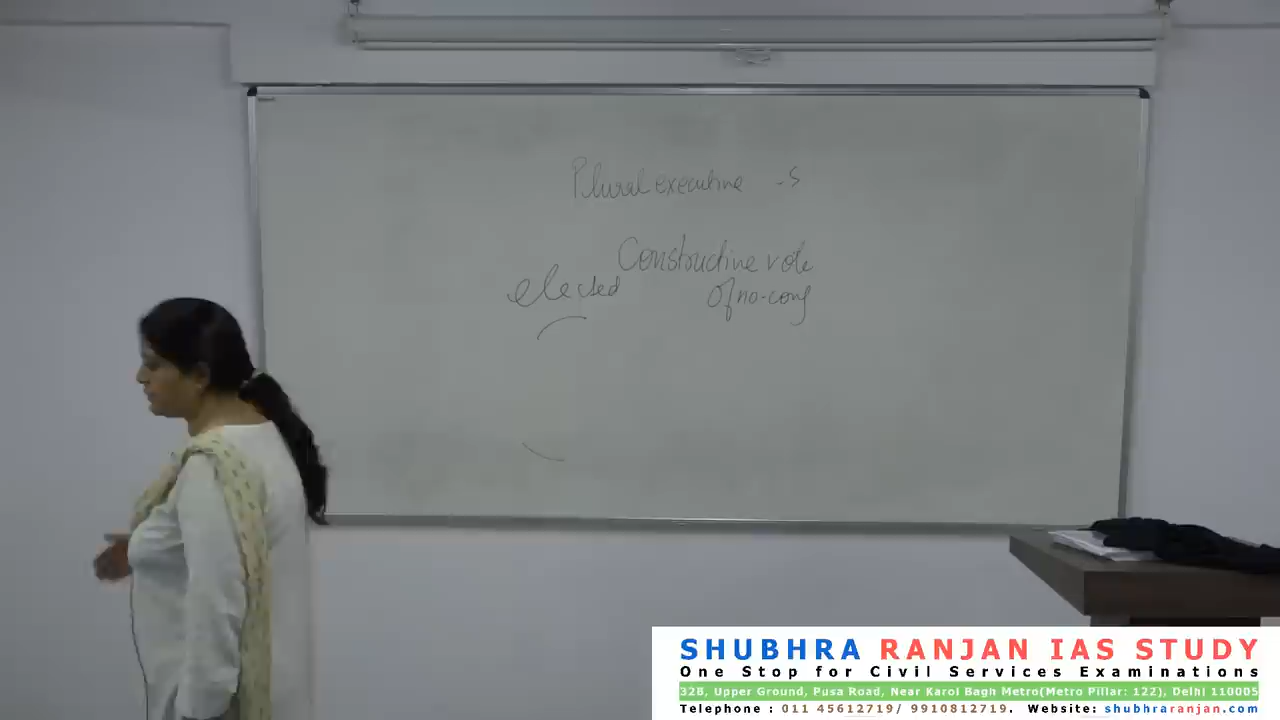 Plural executive - S
Constructive vote
elected
of no-conf
SHUBHRA RANJAN IAS STUDY
One Stop for Civil Services Examinations
32B, Upper Ground, Pusa Road, Near Karol Bagh Metro(Metro Pillar: 122), Delhi 110005
Telephone : 011 45612719/ 9910812719. Website: shubhraranjan.com